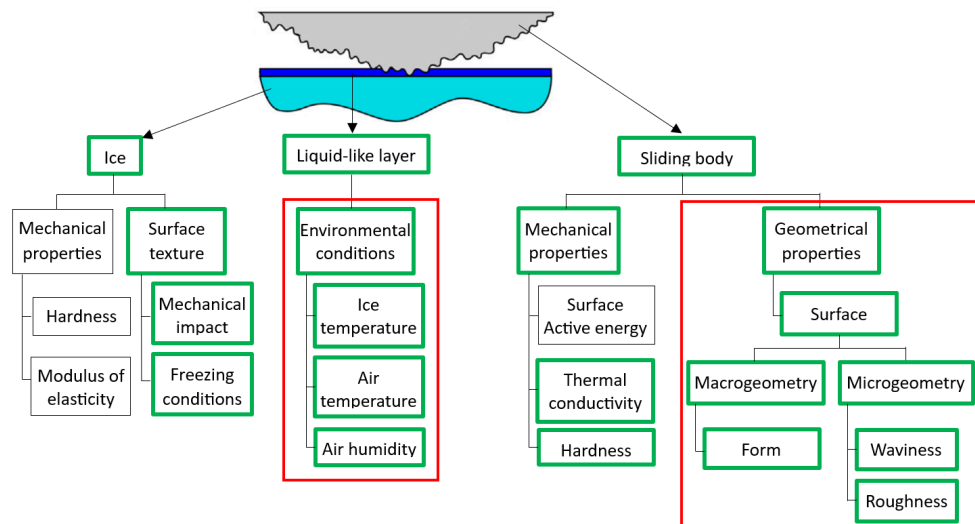 Ice
Liquid-like layer
Sliding body
Mechanical
properties
Surface
texture
Environmental
conditions
Mechanical
properties
Geometrical
properties
Hardness
Mechanical
impact
Ice
temperature
Surface
Active energy
Surface
Modulus of
elasticity
Freezing
conditions
Air
temperature
Thermal
conductivity
Macrogeometry
Microgeometry
Air humidity
Hardness
Form
Waviness
Roughness